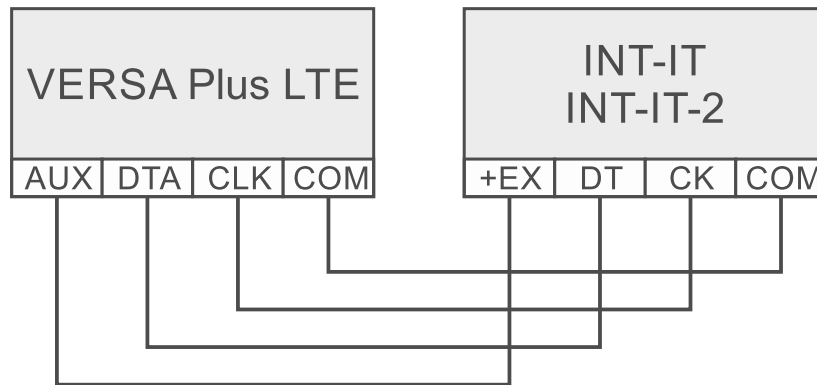 VERSA Plus LTE
AUX DTA CLK COM
INT-IT
INT-IT-2
+EX DT CK COM